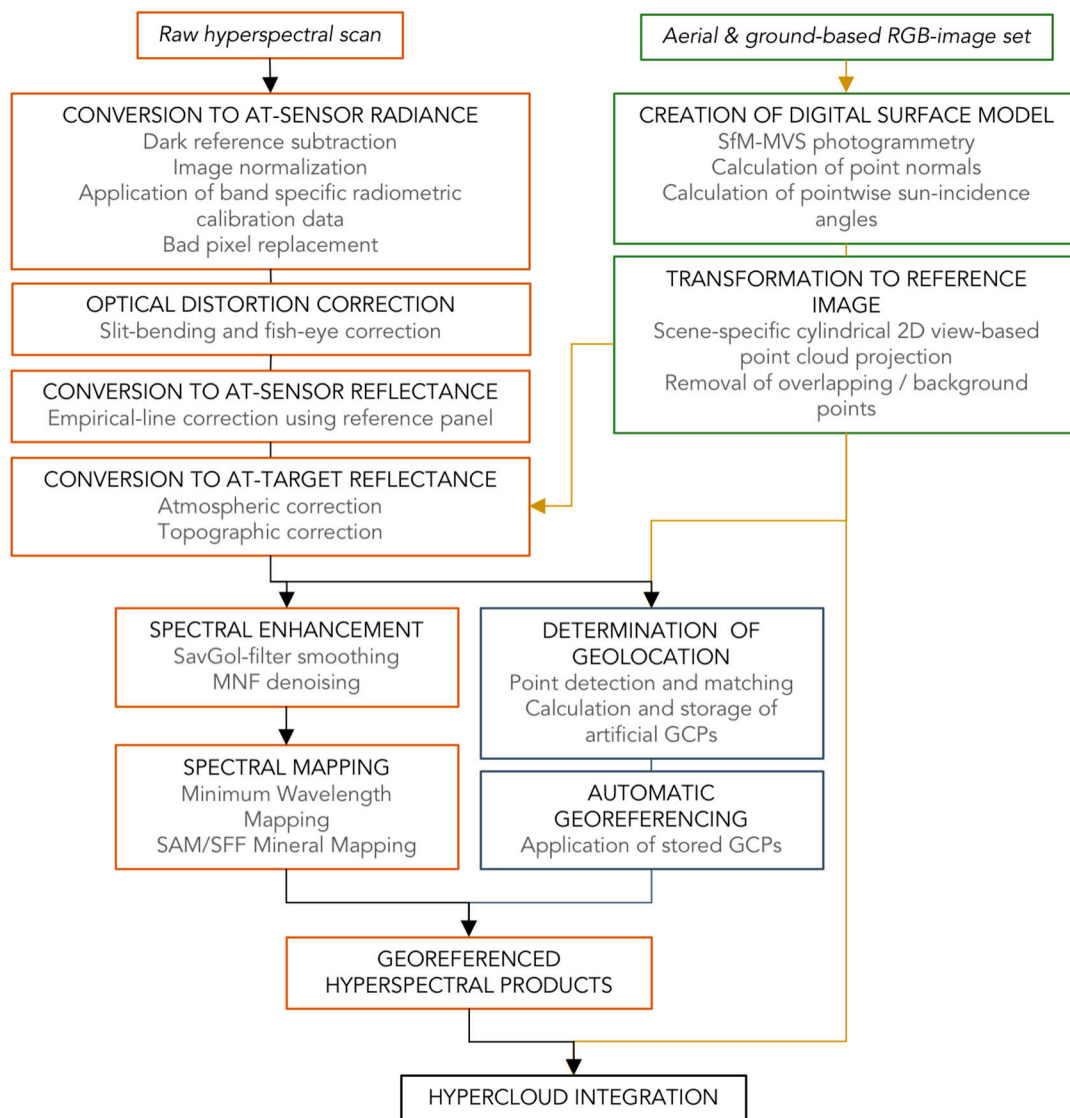 Raw hyperspectral scan
Aerial & ground-based RGB-image set
CONVERSION TO AT-SENSOR RADIANCE
Dark reference subtraction
Image normalization
Application of band specific radiometric
calibration data
Bad pixel replacement
CREATION OF DIGITAL SURFACE MODEL
SfM-MVS photogrammetry
Calculation of point normals
Calculation of pointwise sun-incidence
angles
OPTICAL DISTORTION CORRECTION
Slit-bending and fish-eye correction
TRANSFORMATION TO REFERENCE
IMAGE
Scene-specific cylindrical 2D view-based
point cloud projection
Removal of overlapping / background
points
CONVERSION TO AT-SENSOR REFLECTANCE
Empirical-line correction using reference panel
CONVERSION TO AT-TARGET REFLECTANCE
Atmospheric correction
Topographic correction
SPECTRAL ENHANCEMENT
SavGol-filter smoothing
MNF denoising
DETERMINATION OF
GEOLOCATION
Point detection and matching
Calculation and storage of
artificial GCPs
SPECTRAL MAPPING
Minimum Wavelength
Mapping
SAM/SFF Mineral Mapping
AUTOMATIC
GEOREFERENCING
Application of stored GCPs
GEOREFERENCED
HYPERSPECTRAL PRODUCTS
HYPERCLOUD INTEGRATION